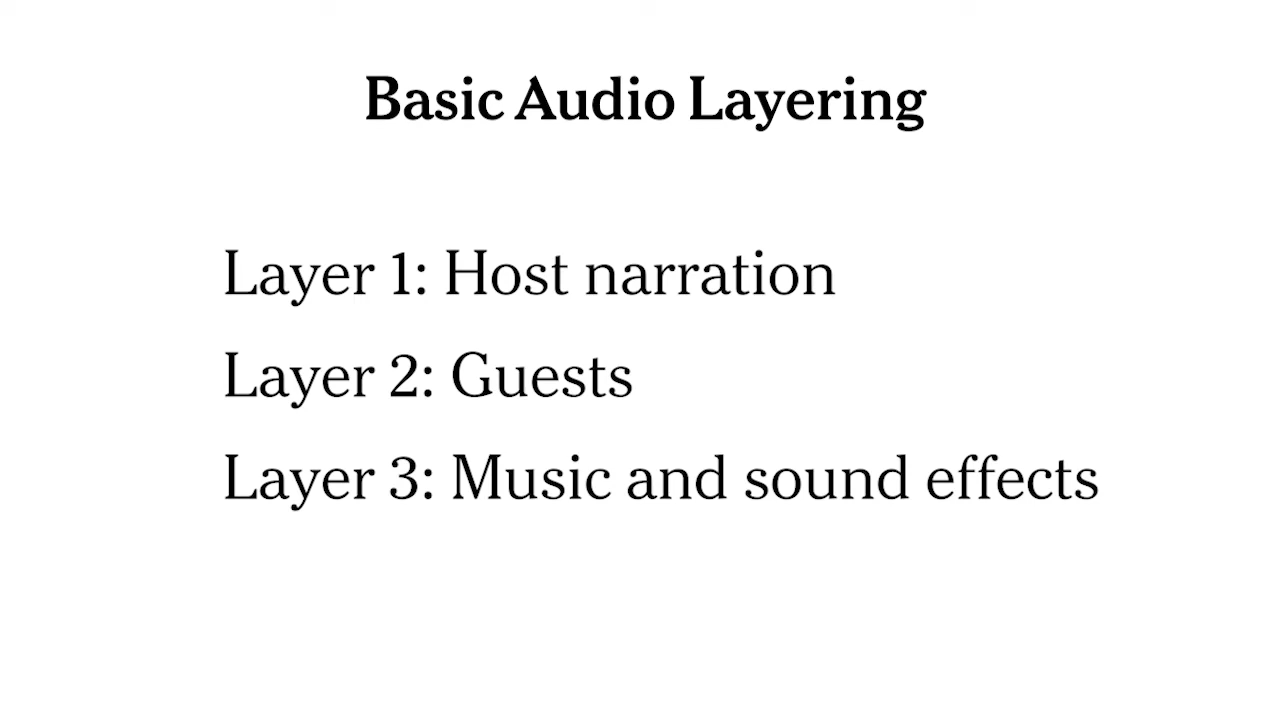 Basic Audio Layering
Layer 1: Host narration
Layer 2: Guests
Layer 3: Music and sound effects